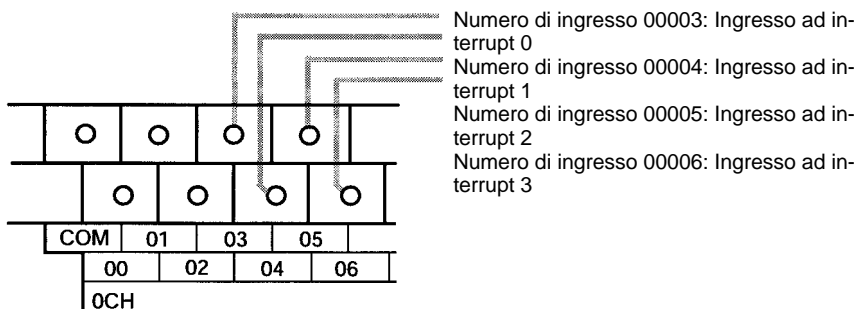 Numero di ingresso 00003: Ingresso ad in-
terrupt 0
Numero di ingresso 00004: Ingresso ad in-
terrupt 1
Numero di ingresso 00005: Ingresso ad in-
terrupt 2
Numero di ingresso 00006: Ingresso ad in-
terrupt 3
COM 01 03 05
00 02 04 06
0CH